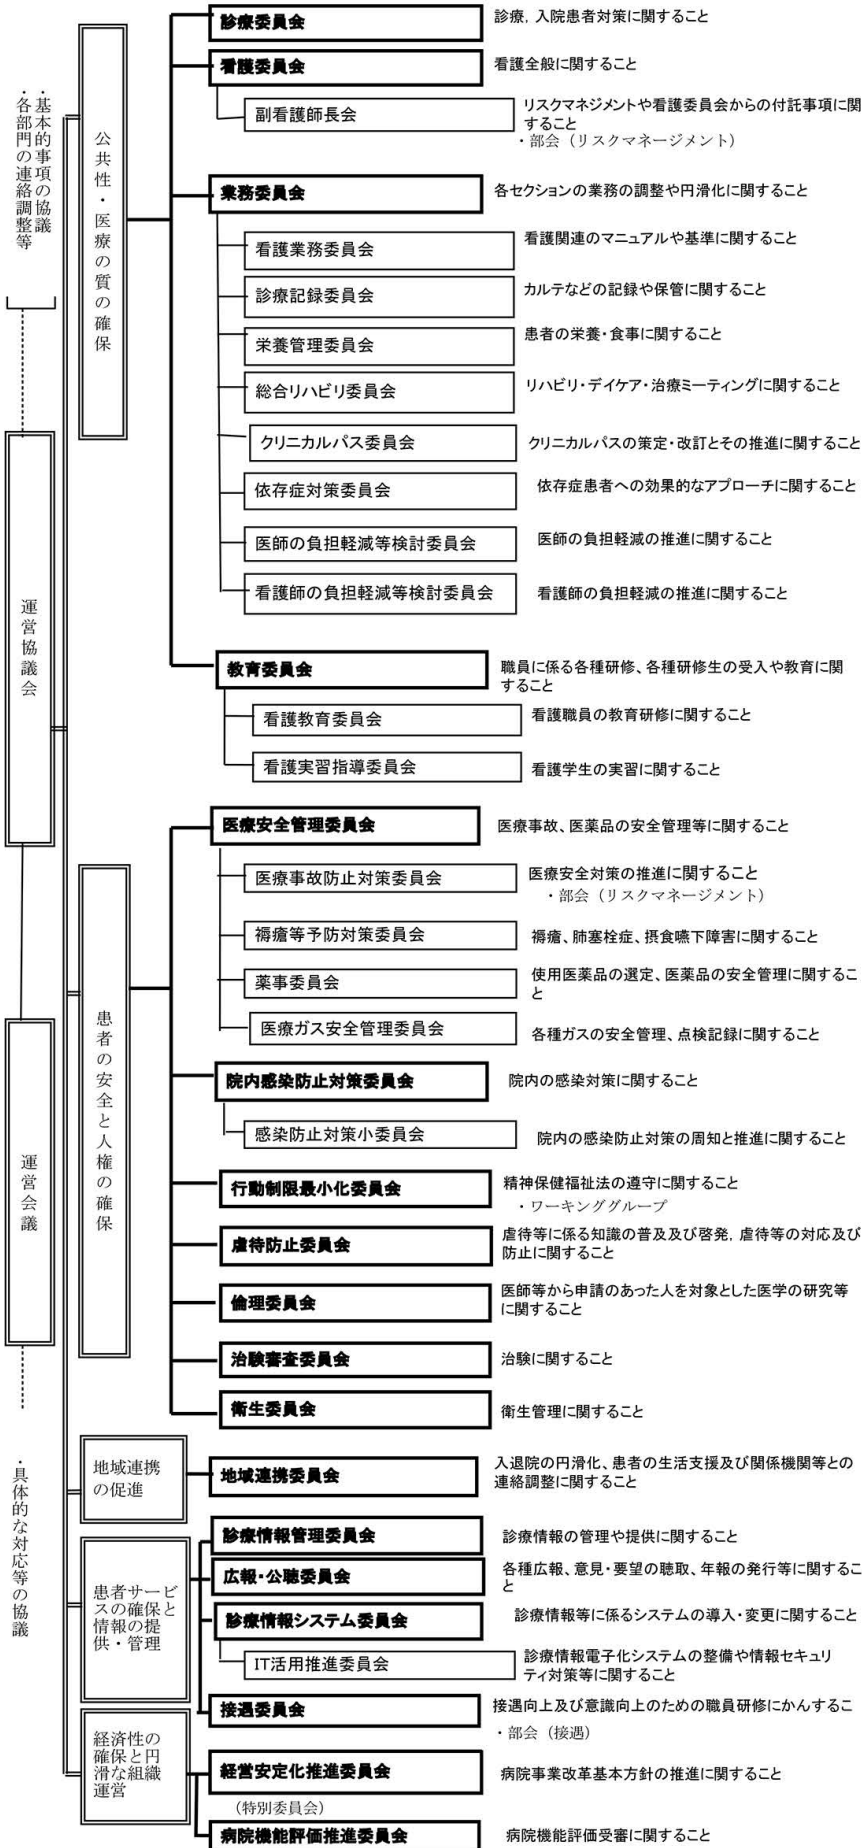 ・基本的事項の協議
・各部門の連絡調整等
運営協議会
運営会議
・具体的な対応等の協議
公共性・医療の質の確保
診療委員会
診療，入院患者対策に関すること
看護委員会
看護全般に関すること
副看護師長会
リスクマネジメントや看護委員会からの付託事項に関
すること
・部会（リスクマネージメント）
業務委員会
各セクションの業務の調整や円滑化に関すること
看護業務委員会
看護関連のマニュアルや基準に関すること
診療記録委員会
カルテなどの記録や保管に関すること
栄養管理委員会
患者の栄養・食事に関すること
総合リハビリ委員会
リハビリ・デイケア・治療ミーティングに関すること
クリニカルパス委員会
クリニカルパスの策定・改訂とその推進に関すること
依存症対策委員会
依存症患者への効果的なアプローチに関すること
医師の負担軽減等検討委員会
医師の負担軽減の推進に関すること
看護師の負担軽減等検討委員会
看護師の負担軽減の推進に関すること
教育委員会
職員に係る各種研修、各種研修生の受入や教育に関
すること
看護教育委員会
看護職員の教育研修に関すること
看護実習指導委員会
看護学生の実習に関すること
患者の安全と人権の確保
医療安全管理委員会
医療事故、医薬品の安全管理等に関すること
医療事故防止対策委員会
医療安全対策の推進に関すること
・部会（リスクマネージメント）
褥瘡等予防対策委員会
褥瘡、肺塞栓症、摂食嚥下障害に関すること
薬事委員会
使用医薬品の選定、医薬品の安全管理に関するこ
と
医療ガス安全管理委員会
各種ガスの安全管理、点検記録に関すること
院内感染防止対策委員会
院内の感染対策に関すること
感染防止対策小委員会
院内の感染防止対策の周知と推進に関すること
行動制限最小化委員会
精神保健福祉法の遵守に関すること
・ワーキンググループ
虐待防止委員会
虐待等に係る知識の普及及び啓発，虐待等の対応及び
防止に関すること
倫理委員会
医師等から申請のあった人を対象とした医学の研究等
に関すること
治験審査委員会
治験に関すること
衛生委員会
衛生管理に関すること
地域連携
の促進
地域連携委員会
入退院の円滑化、患者の生活支援及び関係機関等との
連絡調整に関すること
患者サービ
スの確保と
情報の提
供・管理
診療情報管理委員会
診療情報の管理や提供に関すること
広報・公聴委員会
各種広報、意見・要望の聴取、年報の発行等に関するこ
と
診療情報システム委員会
診療情報等に係るシステムの導入・変更に関すること
IT活用推進委員会
診療情報電子化システムの整備や情報セキュリ
ティ対策等に関すること
接遇委員会
接遇向上及び意識向上のための職員研修にかんするこ
・部会（接遇）
経済性の
確保と円
滑な組織
運営
経営安定化推進委員会
病院事業改革基本方針の推進に関すること
（特別委員会）
病院機能評価推進委員会
病院機能評価受審に関すること